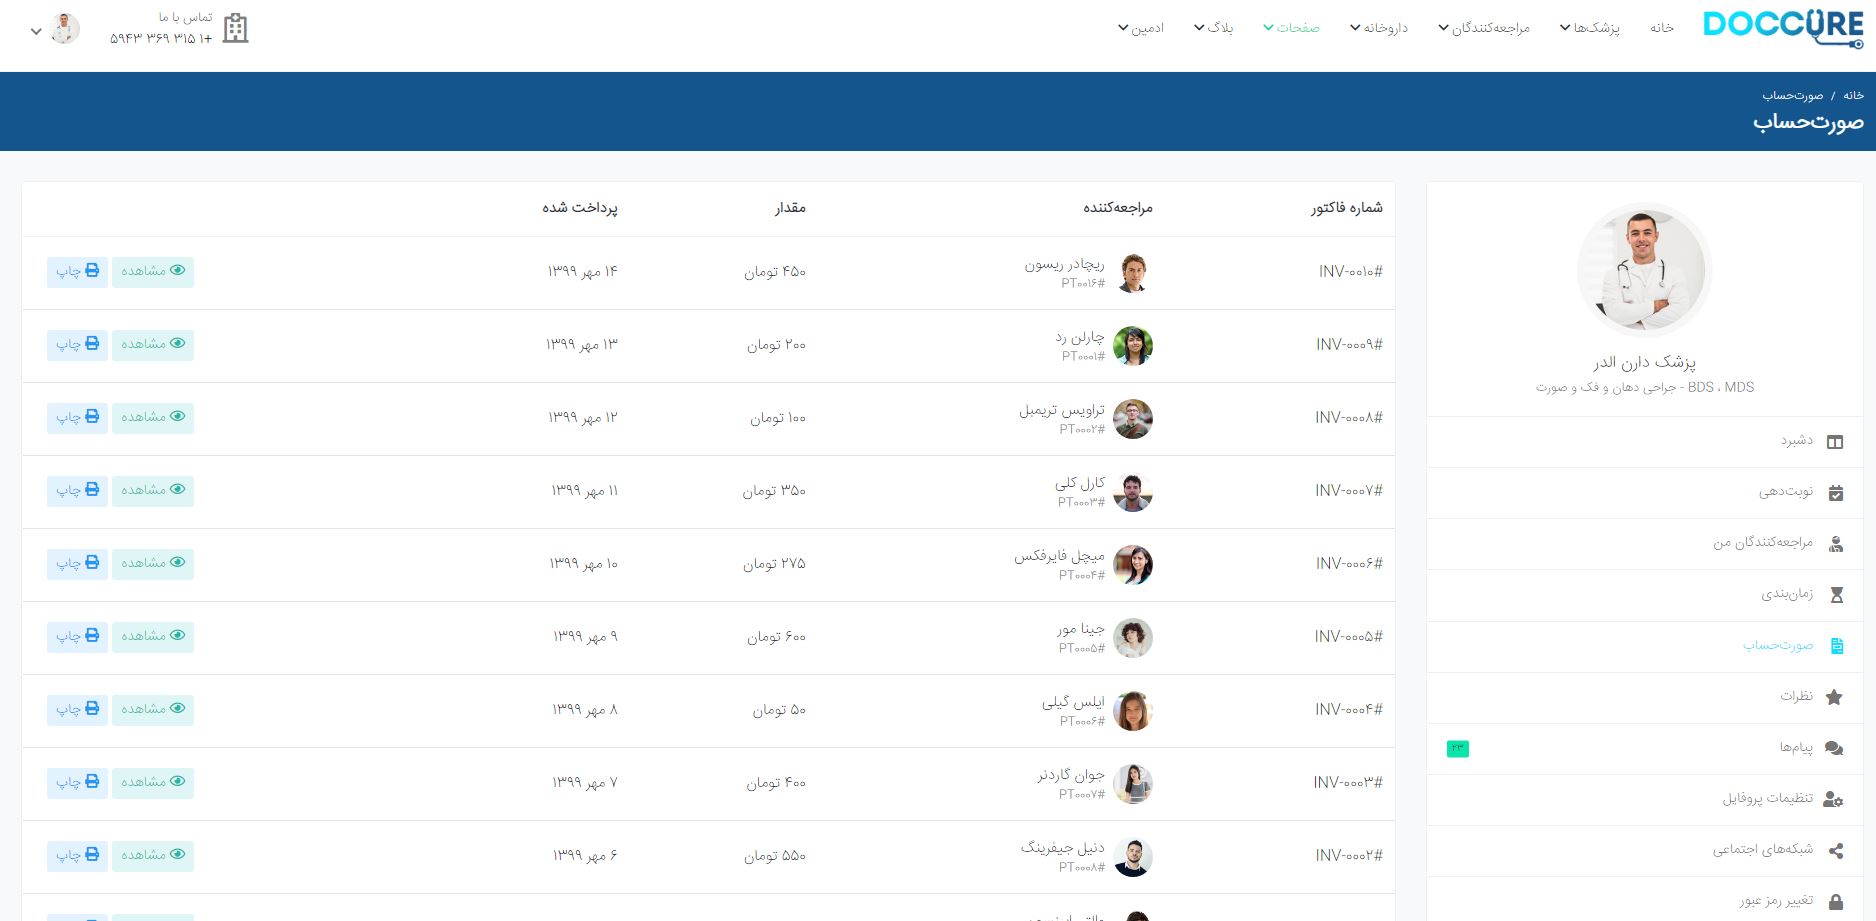 DOCCURE
خانه
پزشک‌ها
مراجعه‌کنندگان
داروخانه
صفحات
بلاگ
ادمین
تماس با ما
+۱ ۳۱۵ ۳۶۹ ۵۹۴۳
خانه / صورت‌حساب
صورت‌حساب
پزشک دارن الدر
BDS ، MDS - جراحی دهان و فک و صورت
دشبرد
نوبت‌دهی
مراجعه‌کنندگان من
زمان‌بندی
صورت‌حساب
نظرات
پیام‌ها ۲۳
تنظیمات پروفایل
شبکه‌های اجتماعی
تغییر رمز عبور
شماره فاکتور مراجعه‌کننده مقدار پرداخت شده
INV-۰۰۱۰# ریچادر ریسون ۴۵۰ تومان ۱۴ مهر ۱۳۹۹ مشاهده چاپ
PT۰۰۱۶#
INV-۰۰۰۹# چارلن رد ۲۰۰ تومان ۱۳ مهر ۱۳۹۹ مشاهده چاپ
PT۰۰۰۱#
INV-۰۰۰۸# تراویس تریمبل ۱۰۰ تومان ۱۲ مهر ۱۳۹۹ مشاهده چاپ
PT۰۰۰۲#
INV-۰۰۰۷# کارل کلی ۳۵۰ تومان ۱۱ مهر ۱۳۹۹ مشاهده چاپ
PT۰۰۰۳#
INV-۰۰۰۶# میچل فایرفکس ۲۷۵ تومان ۱۰ مهر ۱۳۹۹ مشاهده چاپ
PT۰۰۰۴#
INV-۰۰۰۵# جینا مور ۶۰۰ تومان ۹ مهر ۱۳۹۹ مشاهده چاپ
PT۰۰۰۵#
INV-۰۰۰۴# ایلس گیلی ۵۰ تومان ۸ مهر ۱۳۹۹ مشاهده چاپ
PT۰۰۰۶#
INV-۰۰۰۳# جوان گاردنر ۴۰۰ تومان ۷ مهر ۱۳۹۹ مشاهده چاپ
PT۰۰۰۷#
INV-۰۰۰۲# دنیل جیفرینگ ۵۵۰ تومان ۶ مهر ۱۳۹۹ مشاهده چاپ
PT۰۰۰۸#